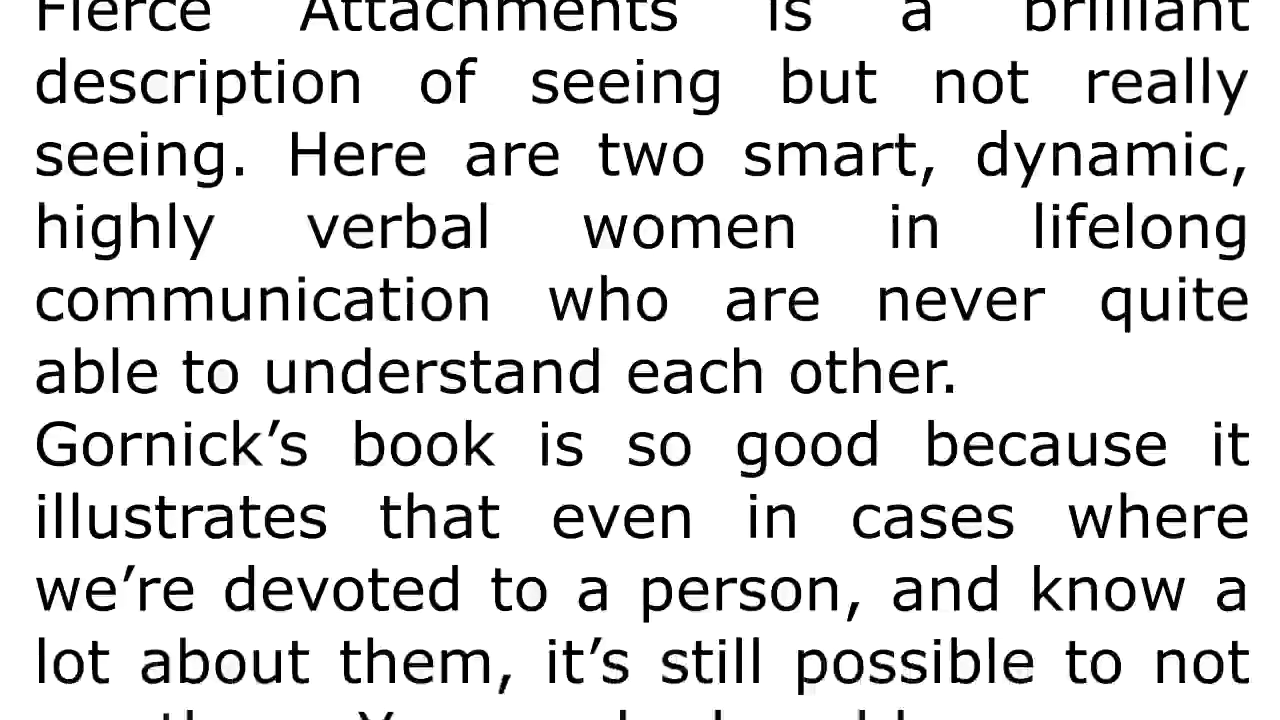 Fierce Attachments is a brilliant
description of seeing but not really
seeing. Here are two smart, dynamic,
highly verbal women in lifelong
communication who are never quite
able to understand each other.
Gornick’s book is so good because it
illustrates that even in cases where
we’re devoted to a person, and know a
lot about them, it’s still possible to not